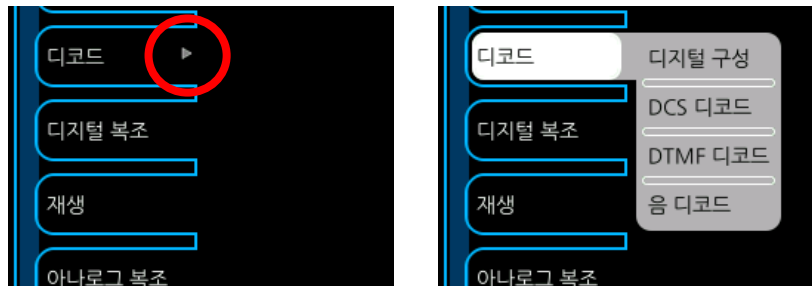 디코드
디지털 복조
재생
아나로그 복조
디코드
디지털 구성
DCS 디코드
DTMF 디코드
음 디코드
디지털 복조
재생
아나로그 복조